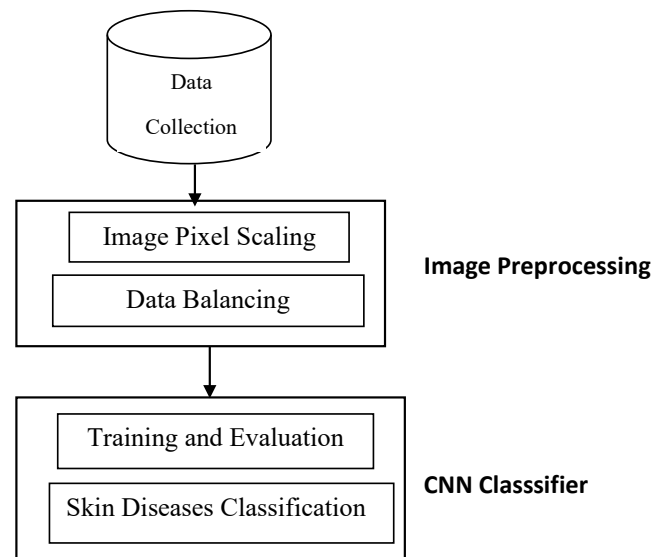 Data
Collection
Image Pixel Scaling
Image Preprocessing
Data Balancing
Training and Evaluation
CNN Classsifier
Skin Diseases Classification